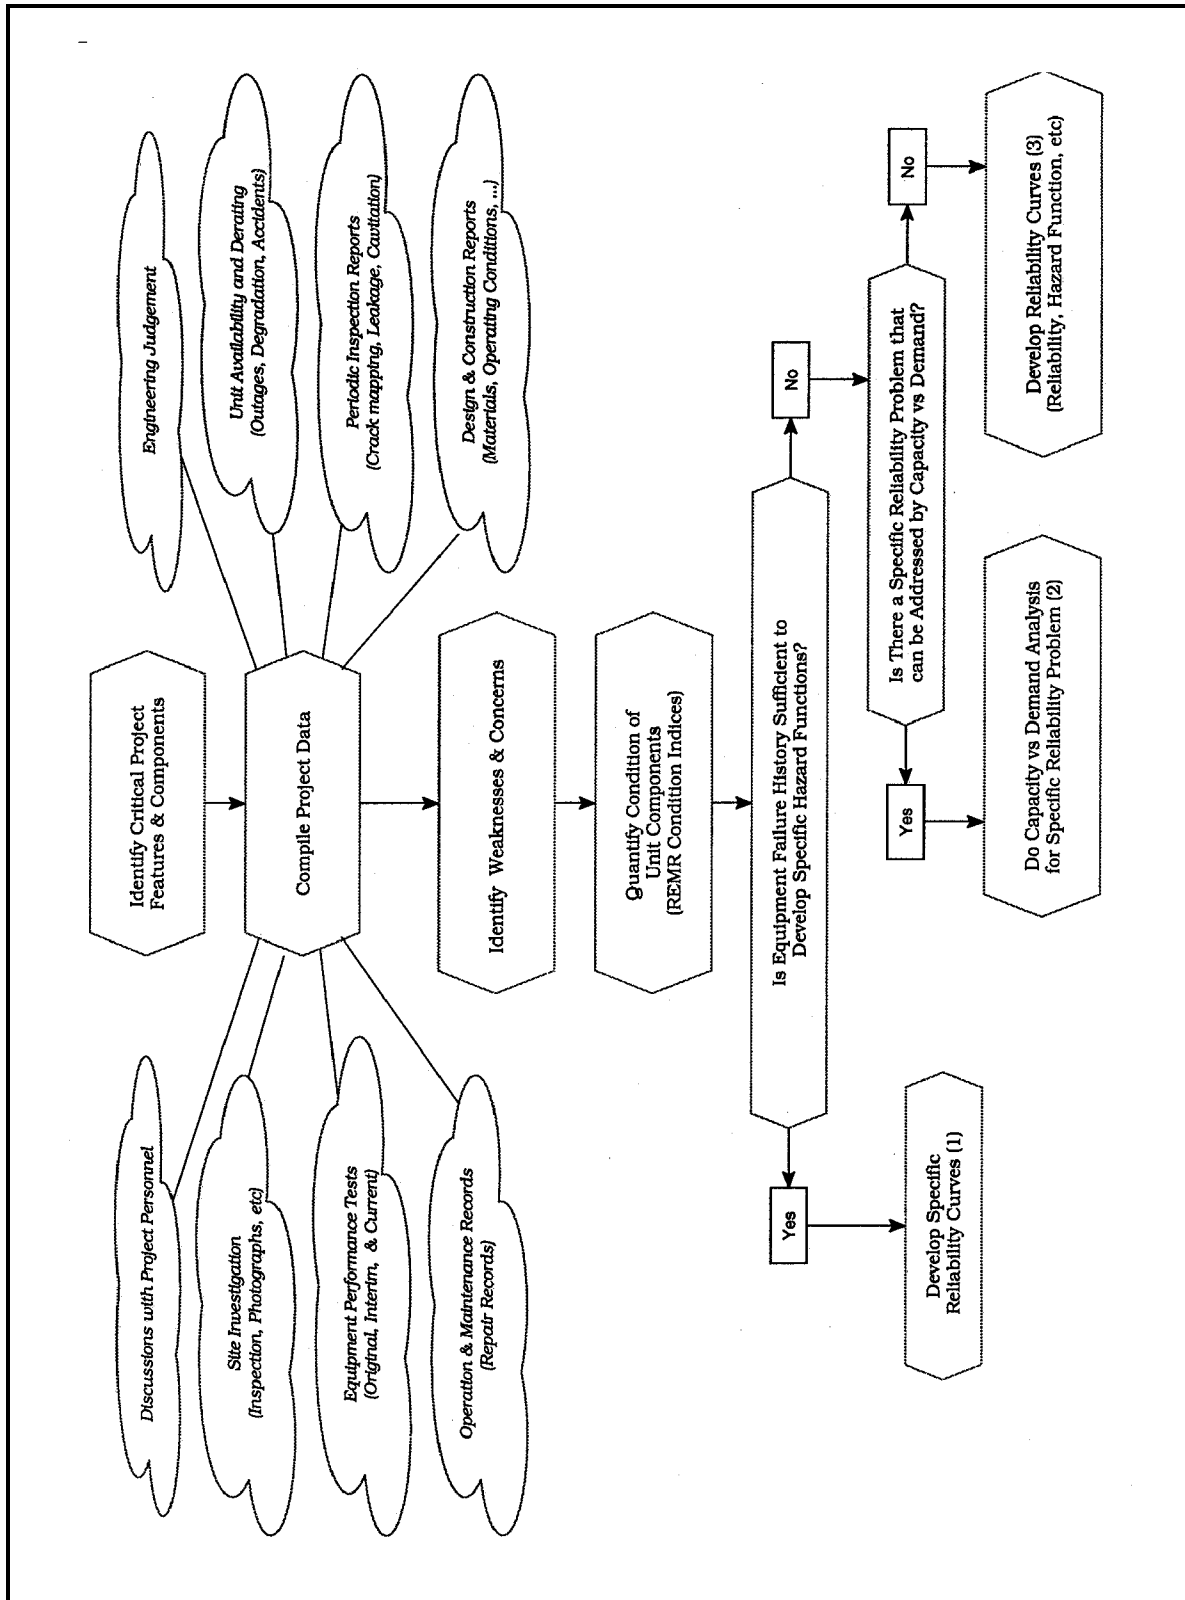 Discussions with Project Personnel
Site Investigation
(Inspection, Photographs, etc)
Equipment Performance Tests
(Original, Interim, & Current)
Operation & Maintenance Records
(Repair Records)
Identify Critical Project
Features & Components
Compile Project Data
Engineering Judgement
Unit Availability and Derating
(Outages, Degradation, Accidents)
Periodic Inspection Reports
(Crack mapping, Leakage, Cavitation)
Design & Construction Reports
(Materials, Operating Conditions, ...)
Identify Weaknesses & Concerns
Quantify Condition of
Unit Components
(REMR Condition Indices)
Is Equipment Failure History Sufficient to
Develop Specific Hazard Functions?
Yes
No
Develop Specific
Reliability Curves (1)
Is There a Specific Reliability Problem that
can be Addressed by Capacity vs Demand?
Yes
No
Do Capacity vs Demand Analysis
for Specific Reliability Problem (2)
Develop Reliability Curves (3)
(Reliability, Hazard Function, etc)